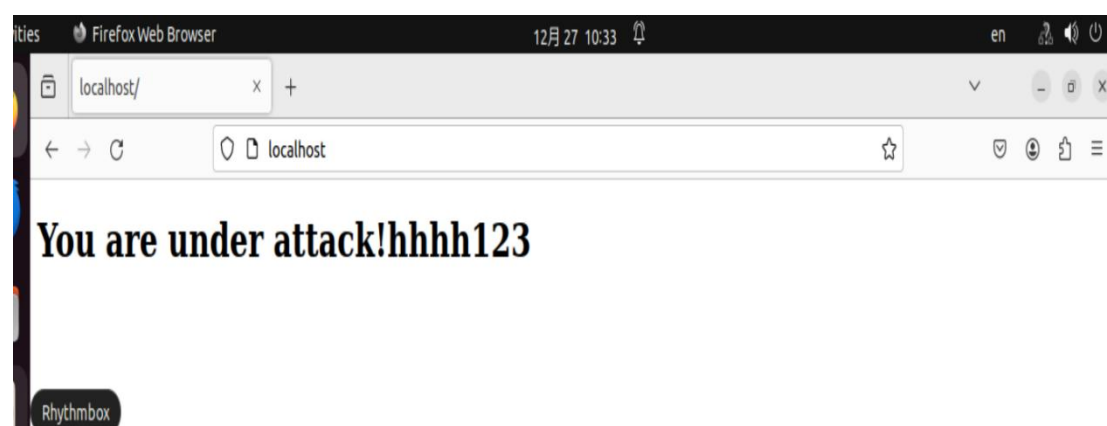 ities Firefox Web Browser 12月 27 10:33 en
localhost/
localhost
You are under attack!hhhh123
Rhythmbox